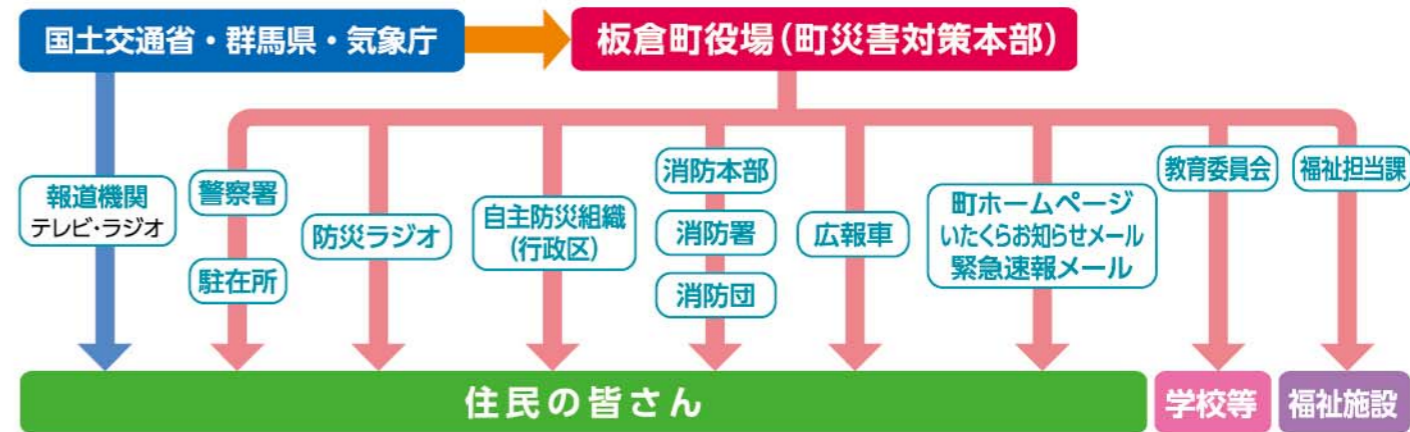 国土交通省・群馬県・気象庁
板倉町役場(町災害対策本部)
報道機関
テレビ・ラジオ
警察署
駐在所
防災ラジオ
自主防災組織
(行政区)
消防本部
消防署
消防団
広報車
町ホームページ
いたくらお知らせメール
緊急速報メール
教育委員会
福祉担当課
住民の皆さん
学校等
福祉施設